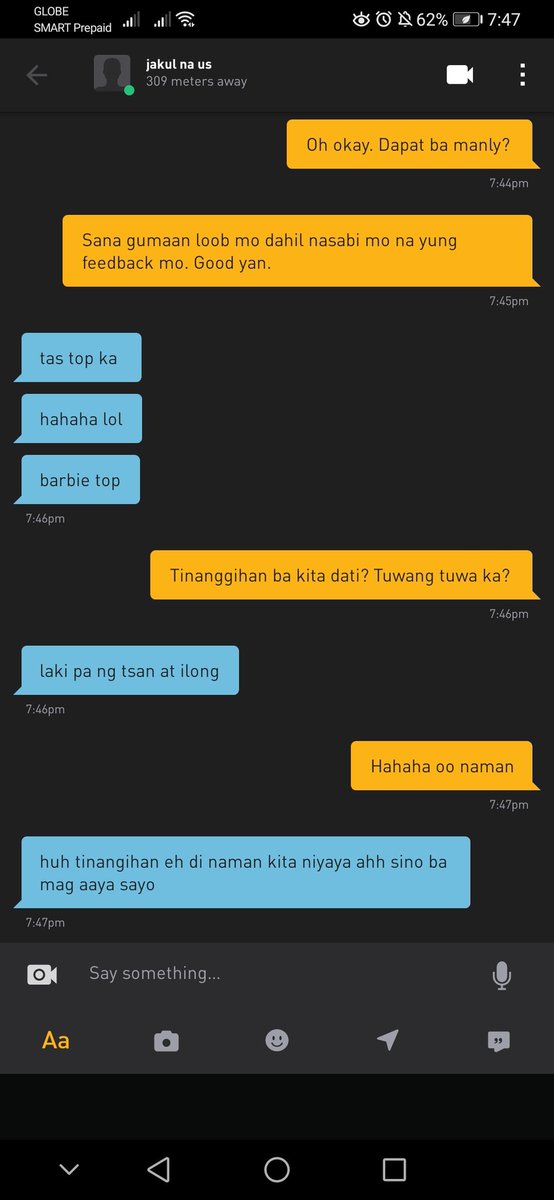 GLOBE
SMART Prepaid
62%
7:47
jakul na us
309 meters away
Oh okay. Dapat ba manly?
7:44pm
Sana gumaan loob mo dahil nasabi mo na yung
feedback mo. Good yan.
7:45pm
tas top ka
hahaha lol
barbie top
7:46pm
Tinanggihan ba kita dati? Tuwang tuwa ka?
7:46pm
laki pa ng tsan at ilong
7:46pm
Hahaha oo naman
7:47pm
huh tinangihan eh di naman kita niyaya ahh sino ba
mag aaya sayo
7:47pm
Say something...
Aa